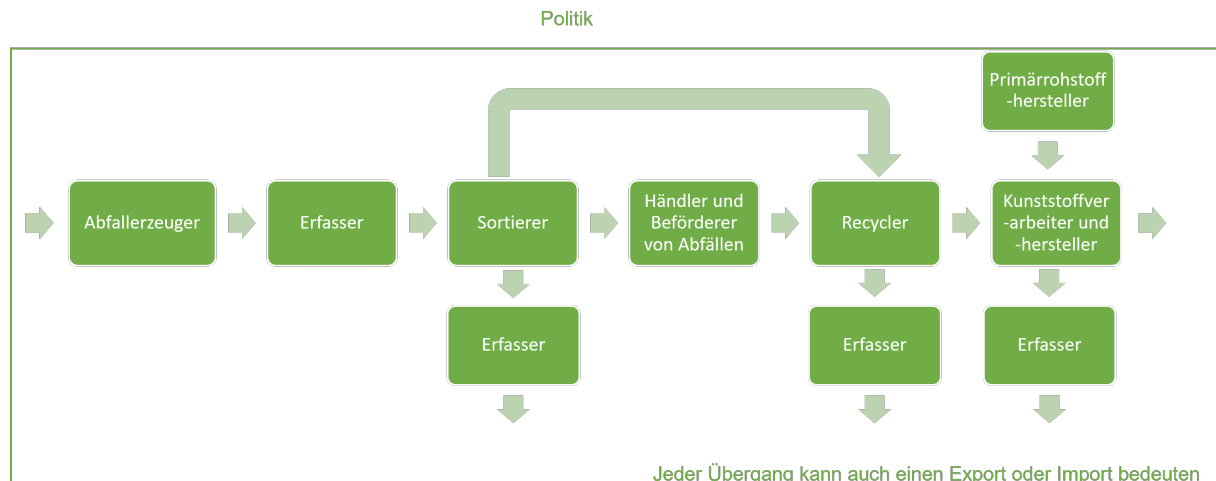 Politik
Primärrohstoff
-hersteller
Abfallerzeuger
Erfasser
Sortierer
Händler und
Beförderer
von Abfällen
Recycler
Kunststoffver
-arbeiter und
-hersteller
Erfasser
Erfasser
Erfasser
Jeder Übergang kann auch einen Export oder Import bedeuten